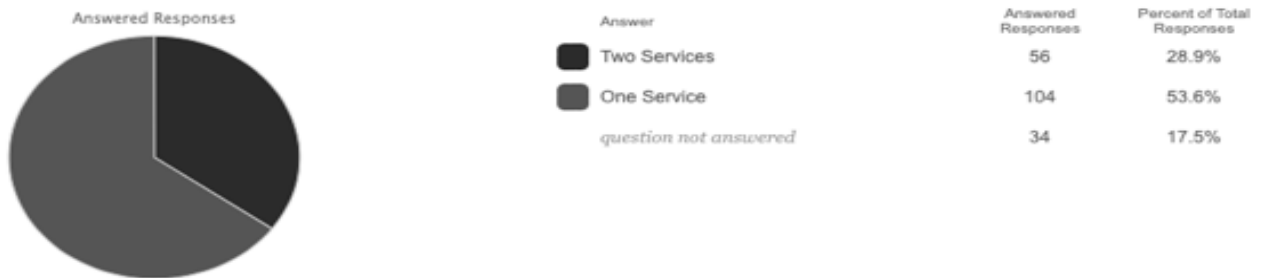 Answered Responses
Answer
Answered Responses
Percent of Total Responses
Two Services 56 28.9%
One Service 104 53.6%
question not answered 34 17.5%